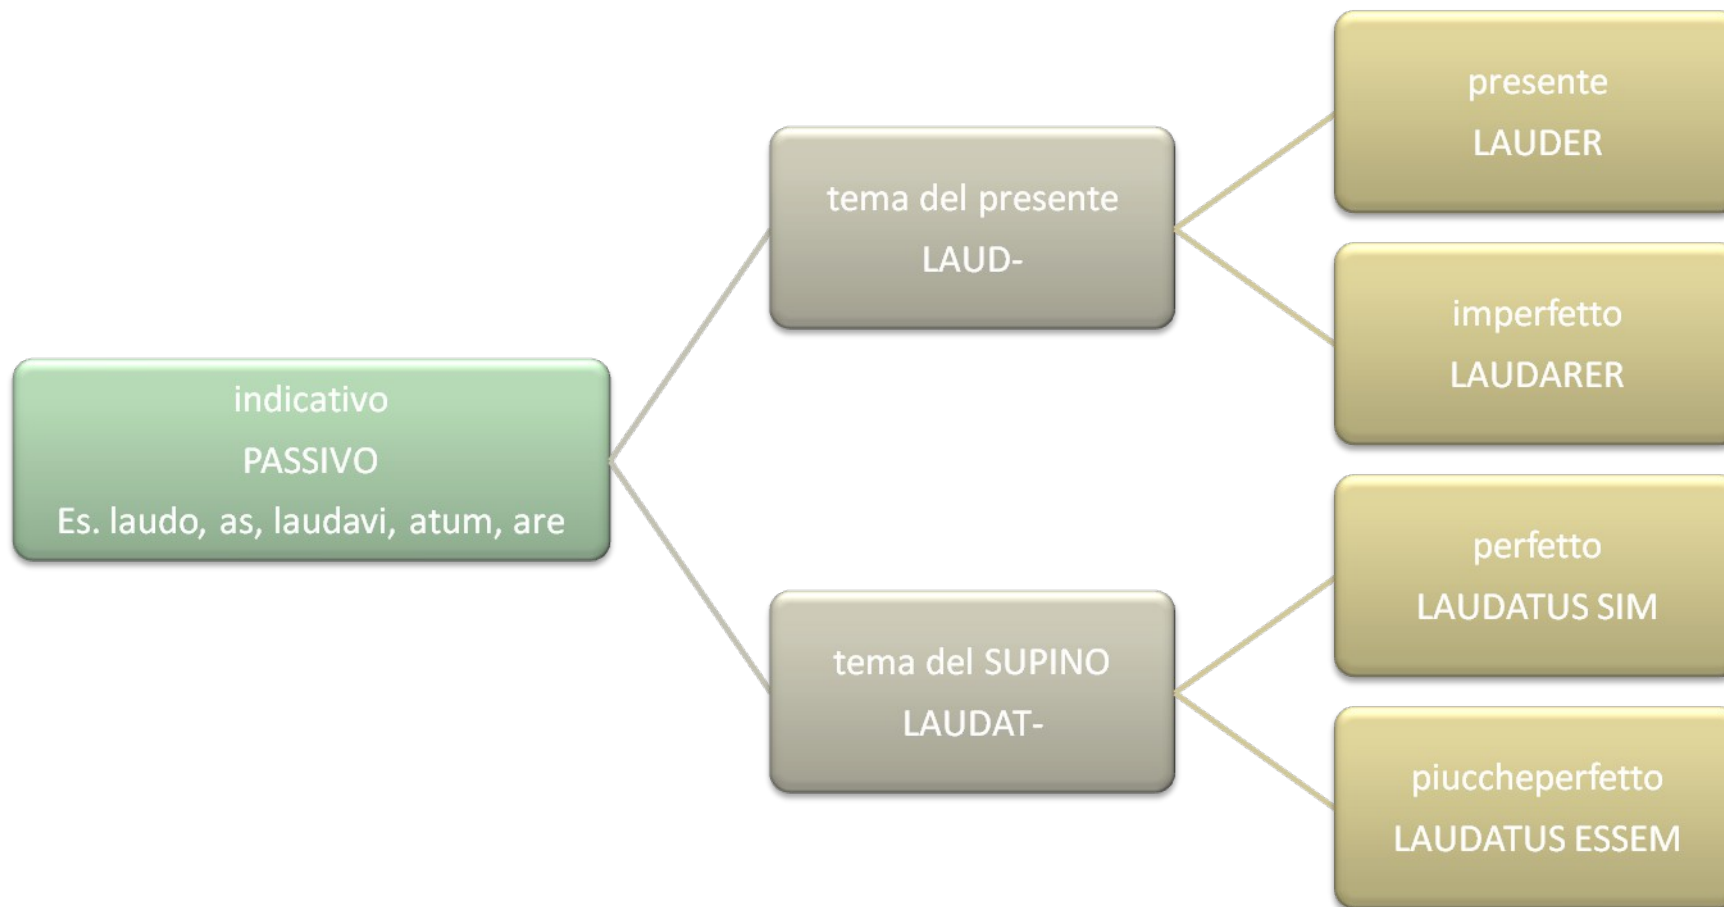 indicativo
PASSIVO
Es. laudo, as, laudavi, atum, are
tema del presente
LAUD-
presente
LAUDER
imperfetto
LAUDARER
tema del SUPINO
LAUDAT-
perfetto
LAUDATUS SIM
piuccheperfetto
LAUDATUS ESSEM